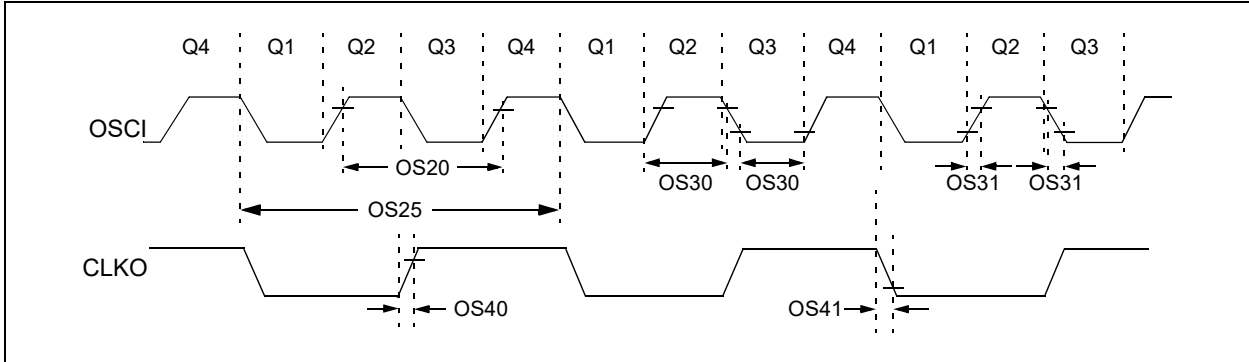 Q4 Q1 Q2 Q3 Q4 Q1 Q2 Q3 Q4 Q1 Q2 Q3
OSCI
OS20
OS30 OS30 OS31 OS31
OS25
CLKO
OS40 OS41